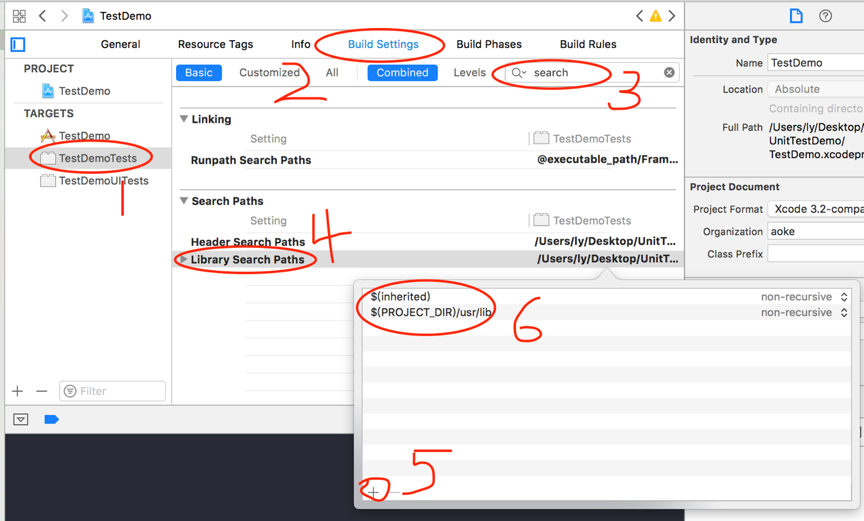 TestDemo
General Resource Tags Info Build Settings Build Phases Build Rules
PROJECT
TestDemo
TARGETS
TestDemo
TestDemoTests
TestDemoUITests
1
Basic Customized All Combined Levels search
2
3
Linking
Setting TestDemoTests
Runpath Search Paths @executable_path/Fram...
Search Paths
Setting TestDemoTests
Header Search Paths /Users/ly/Desktop/UnitT...
Library Search Paths /Users/ly/Desktop/UnitT...
4
$(inherited) non-recursive
$(PROJECT_DIR)/usr/lib non-recursive
6
5
+ −
+ − Filter
Identity and Type
Name TestDemo
Location Absolute
Containing directo
Full Path /Users/ly/Desktop/
UnitTestDemo/
TestDemo.xcodepr
Project Document
Project Format Xcode 3.2-compa
Organization aoke
Class Prefix